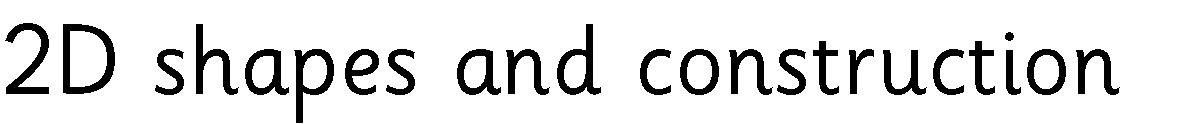 2D shapes and construction